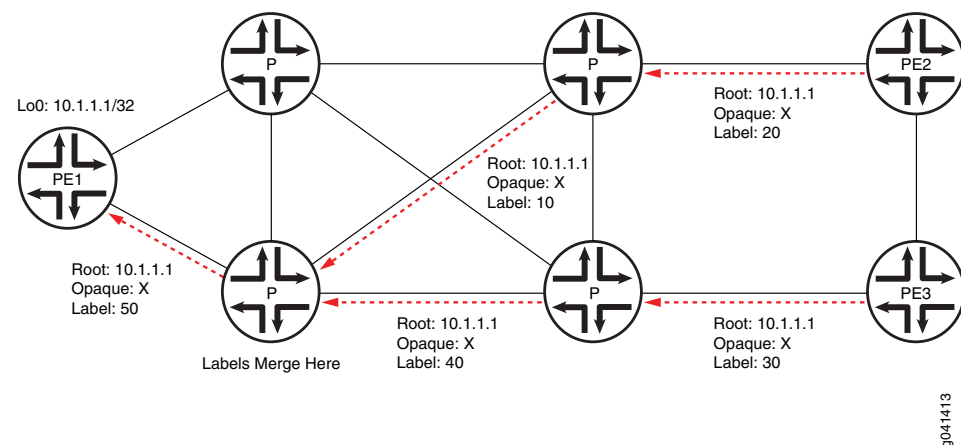 P
P
PE2
Lo0: 10.1.1.1/32
PE1
Root: 10.1.1.1
Opaque: X
Label: 20
Root: 10.1.1.1
Opaque: X
Label: 10
Root: 10.1.1.1
Opaque: X
Label: 50
P
P
PE3
Labels Merge Here
Root: 10.1.1.1
Opaque: X
Label: 40
Root: 10.1.1.1
Opaque: X
Label: 30
g041413